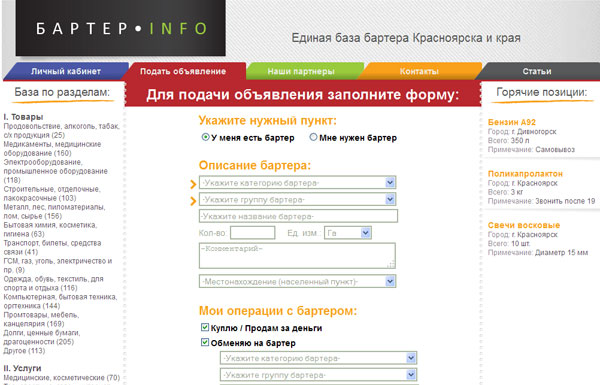 БАРТЕР • INFO
Единая база бартера Красноярска и края
Личный кабинет
Подать объявление
Наши партнеры
Контакты
Статьи
База по разделам:
I. Товары
Продовольствие, алкоголь, табак,
с/х продукция (25)
Медикаменты, медицинские
оборудование (160)
Электрооборудование,
промышленное оборудование
(118)
Строительные, отделочные,
лакокрасочные (103)
Металл, лес, пиломатериалы,
лом, сырье (156)
Бытовая химия, косметика,
гигиена (63)
Транспорт, билеты, средства
связи (41)
ГСМ, газ, уголь, электричество и
пр. (9)
Одежда, обувь, текстиль, для
спорта и отдыха (116)
Компьютерная, бытовая техника,
оргтехника (144)
Промтовары, мебель,
канцелярия (169)
Долги, ценные бумаги,
драгоценности (205)
Другое (113)
II. Услуги
Медицинские, косметические (70)
Для подачи объявления заполните форму:
Укажите нужный пункт:
У меня есть бартер
Мне нужен бартер
Описание бартера:
-Укажите категорию бартера-
-Укажите группу бартера-
-Укажите название бартера-
Кол-во
Ед. изм :
Га
-Комментарий-
-Местонахождение (населенный пункт)-
Мои операции с бартером:
Куплю / Продам за деньги
Обменяю на бартер
-Укажите категорию бартера-
-Укажите группу бартера-
Горячие позиции:
Бензин А92
Город: г. Дивногорск
Всего: 350 л
Примечание: Самовывоз
Поликапролактон
Город: г. Красноярск
Всего: 3 кг
Примечание: Звонить после 19
Свечи восковые
Город: г. Красноярск
Всего: 10 шт.
Примечание: Диаметр 15 мм